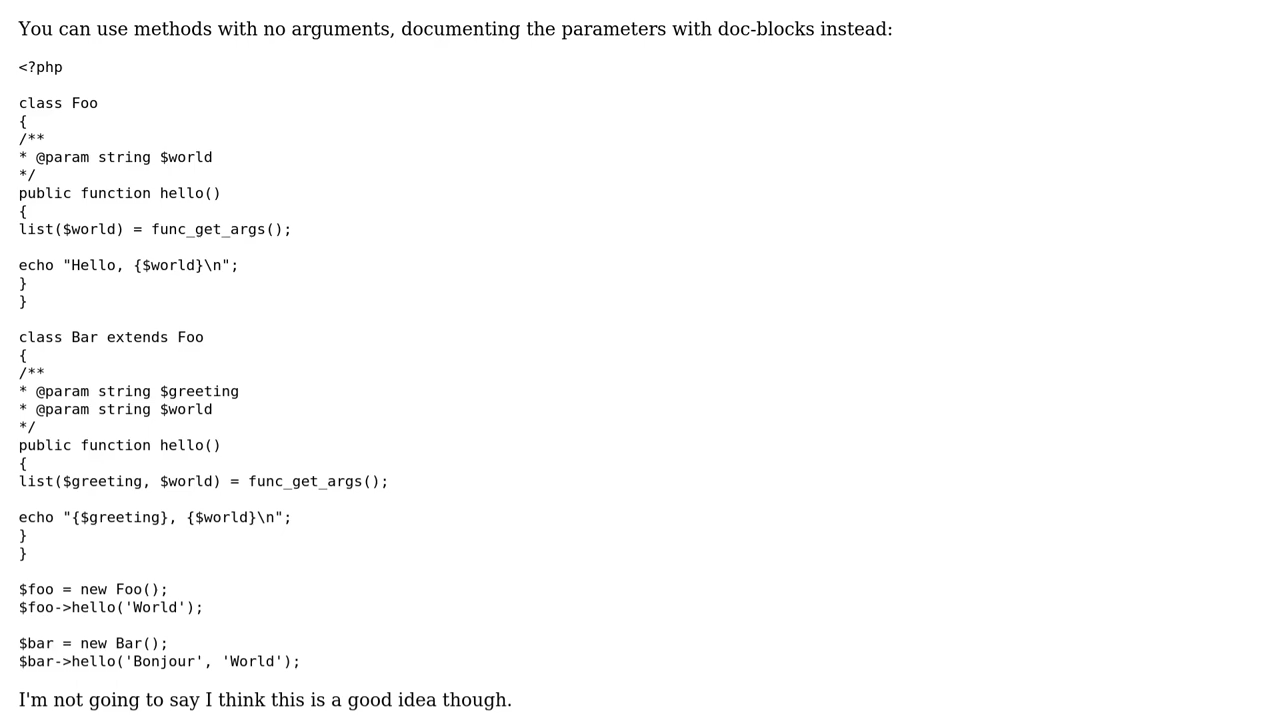 You can use methods with no arguments, documenting the parameters with doc-blocks instead:
<?php
class Foo
{
/**
* @param string $world
*/
public function hello()
{
list($world) = func_get_args();
echo "Hello, {$world}\n";
}
}
class Bar extends Foo
{
/**
* @param string $greeting
* @param string $world
*/
public function hello()
{
list($greeting, $world) = func_get_args();
echo "{$greeting}, {$world}\n";
}
}
$foo = new Foo();
$foo->hello('World');
$bar = new Bar();
$bar->hello('Bonjour', 'World');
I'm not going to say I think this is a good idea though.